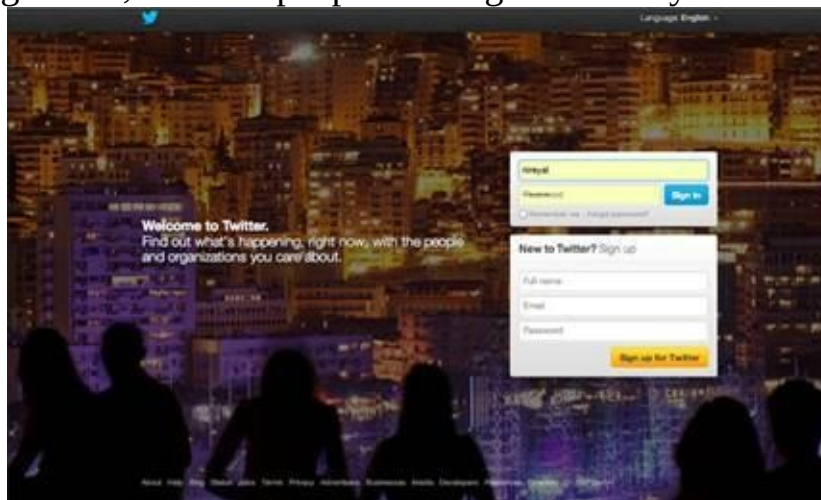 Language: English
Sign in
Remember me · Forgot password?
Welcome to Twitter.
Find out what's happening, right now, with the people
and organizations you care about.
New to Twitter? Sign up
Full name
Email
Password
Sign up for Twitter
About Help Blog Status Jobs Terms Privacy Advertisers Businesses Media Developers